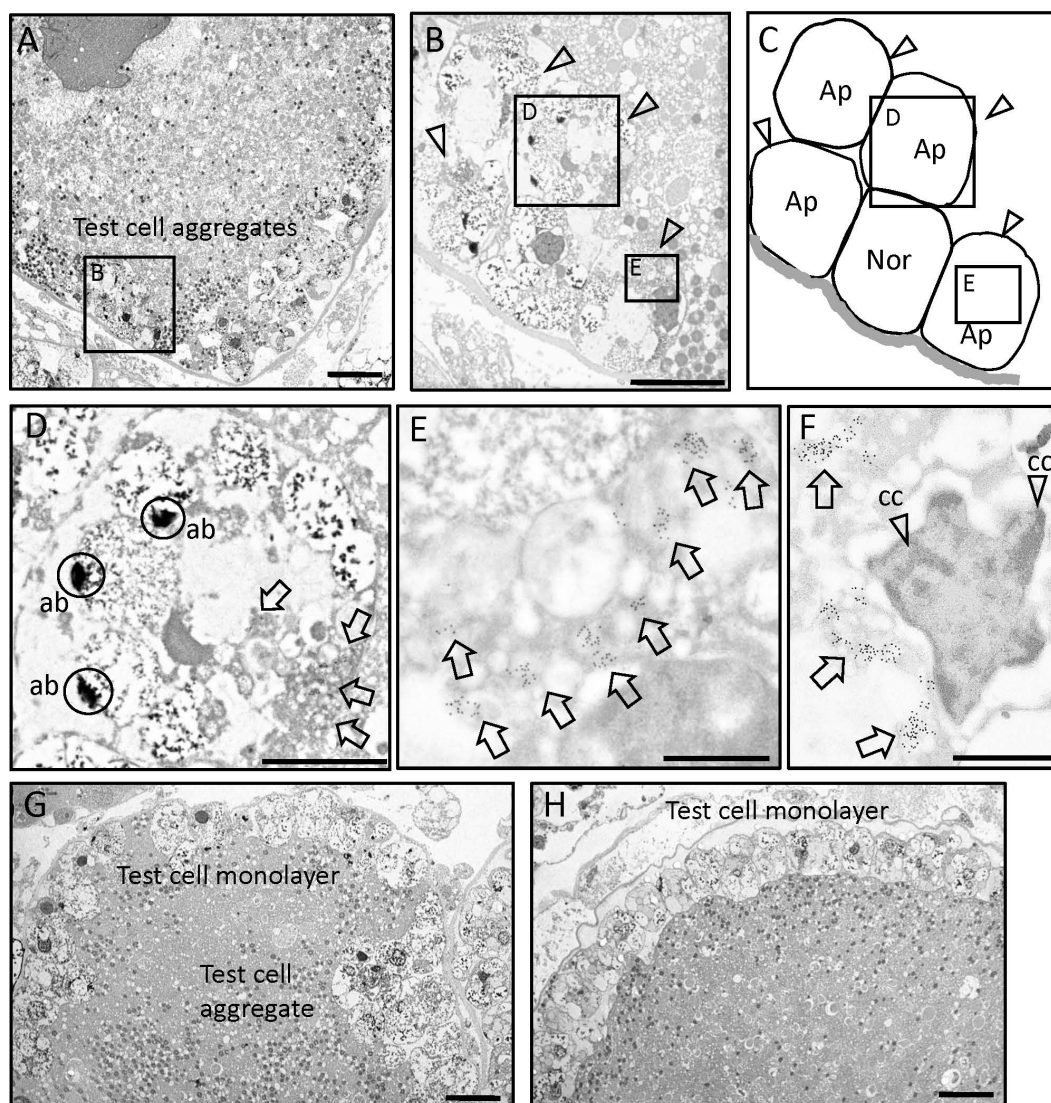 A
Test cell aggregates
B
B
D
E
C
Ap
D
Ap
Ap
Nor
E
Ap
D
ab
ab
ab
E
F
cc
cc
G
Test cell monolayer
Test cell
aggregate
H
Test cell monolayer